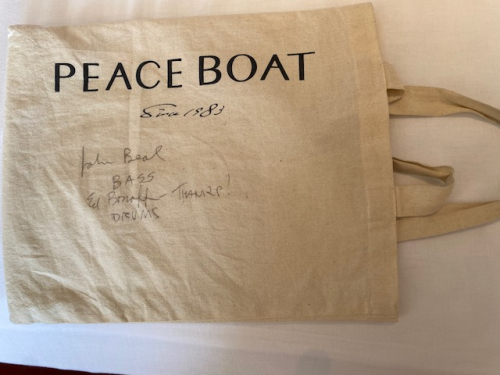 PEACE BOAT
Since 1983
John Beal
BASS
Ed THANKS!
DRUMS